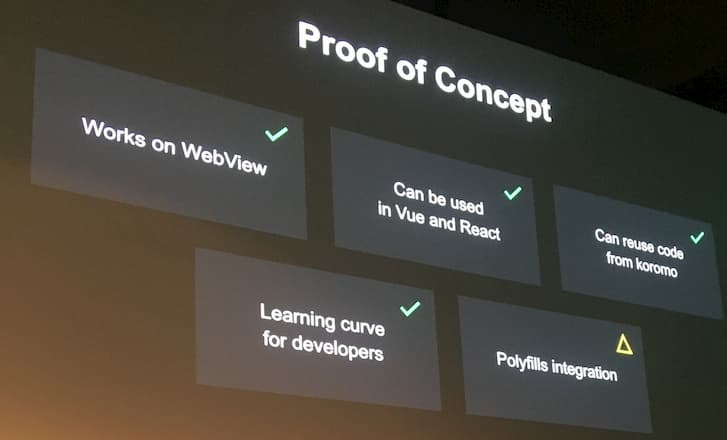 Proof of Concept
Works on WebView
Can be used
in Vue and React
Can reuse code
from koromo
Learning curve
for developers
Polyfills integration